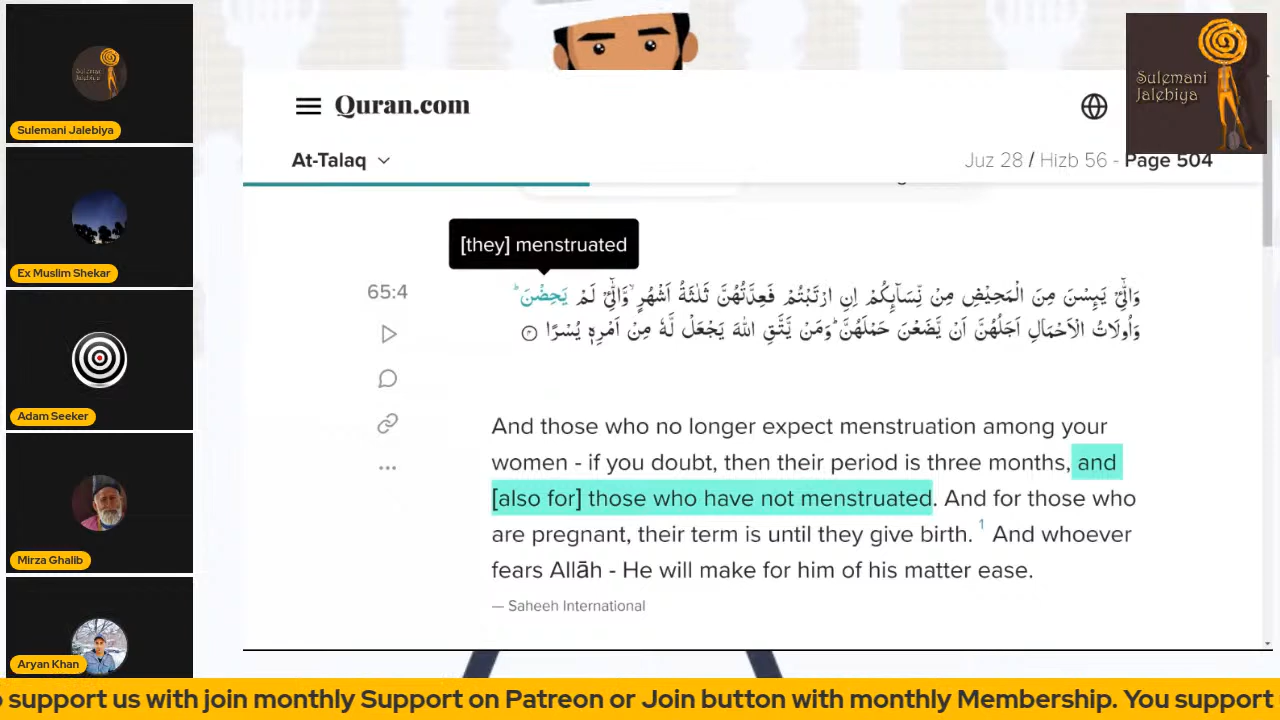 Sulemani Jalebiya
Ex Muslim Shekar
Adam Seeker
Mirza Ghalib
Aryan Khan
Sulemani
Jalebiya
Quran.com
At-Talaq
Juz 28 / Hizb 56 - Page 504
[they] menstruated
65:4
وَالّٰٓـِٔيْ يَىِٕسْنَ مِنَ الْمَحِيْضِ مِنْ نِّسَاۤىِٕكُمْ اِنِ ارْتَبْتُمْ فَعِدَّتُهُنَّ ثَلٰثَةُ اَشْهُرٍۙ وَّالّٰٓـِٔيْ لَمْ يَحِضْنَ ؕ
وَاُولَاتُ الْاَحْمَالِ اَجَلُهُنَّ اَنْ يَّضَعْنَ حَمْلَهُنَّ ؕ وَمَنْ يَّتَّقِ اللّٰهَ يَجْعَلْ لَّهٗ مِنْ اَمْرِهٖ يُسْرًا ۴
And those who no longer expect menstruation among your
women - if you doubt, then their period is three months, and
[also for] those who have not menstruated. And for those who
are pregnant, their term is until they give birth. 1 And whoever
fears Allāh - He will make for him of his matter ease.
— Saheeh International
support us with join monthly Support on Patreon or Join button with monthly Membership. You support